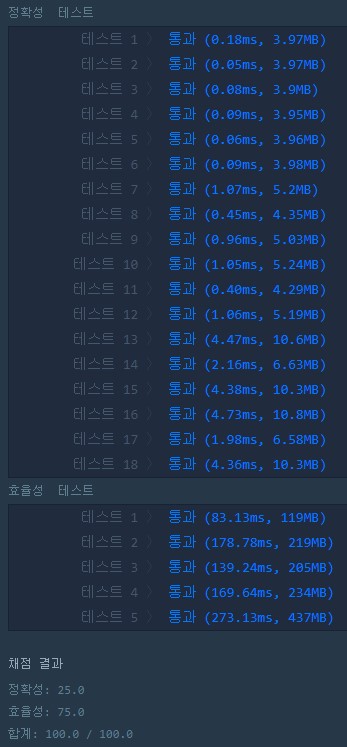 정확성 테스트
테스트 1 〉 통과 (0.18ms, 3.97MB)
테스트 2 〉 통과 (0.05ms, 3.97MB)
테스트 3 〉 통과 (0.08ms, 3.9MB)
테스트 4 〉 통과 (0.09ms, 3.95MB)
테스트 5 〉 통과 (0.06ms, 3.96MB)
테스트 6 〉 통과 (0.09ms, 3.98MB)
테스트 7 〉 통과 (1.07ms, 5.2MB)
테스트 8 〉 통과 (0.45ms, 4.35MB)
테스트 9 〉 통과 (0.96ms, 5.03MB)
테스트 10 〉 통과 (1.05ms, 5.24MB)
테스트 11 〉 통과 (0.40ms, 4.29MB)
테스트 12 〉 통과 (1.06ms, 5.19MB)
테스트 13 〉 통과 (4.47ms, 10.6MB)
테스트 14 〉 통과 (2.16ms, 6.63MB)
테스트 15 〉 통과 (4.38ms, 10.3MB)
테스트 16 〉 통과 (4.73ms, 10.8MB)
테스트 17 〉 통과 (1.98ms, 6.58MB)
테스트 18 〉 통과 (4.36ms, 10.3MB)
효율성 테스트
테스트 1 〉 통과 (83.13ms, 119MB)
테스트 2 〉 통과 (178.78ms, 219MB)
테스트 3 〉 통과 (139.24ms, 205MB)
테스트 4 〉 통과 (169.64ms, 234MB)
테스트 5 〉 통과 (273.13ms, 437MB)
채점 결과
정확성: 25.0
효율성: 75.0
합계: 100.0 / 100.0